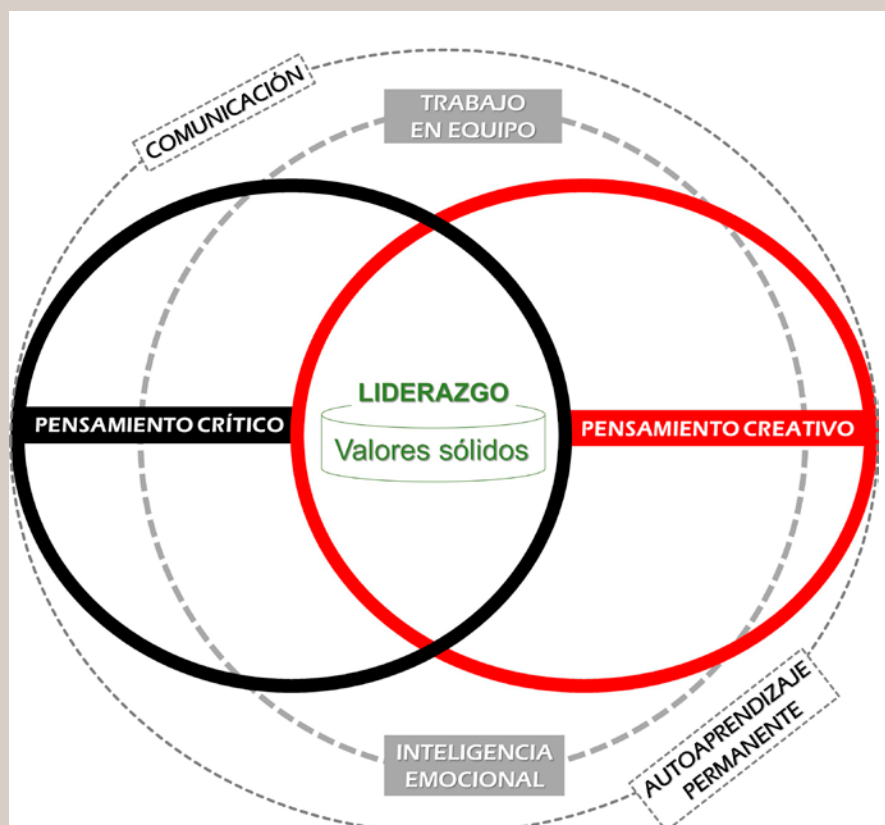 COMUNICACIÓN
TRABAJO
EN EQUIPO
LIDERAZGO
Valores sólidos
PENSAMIENTO CRÍTICO
PENSAMIENTO CREATIVO
INTELIGENCIA
EMOCIONAL
AUTOAPRENDIZAJE
PERMANENTE